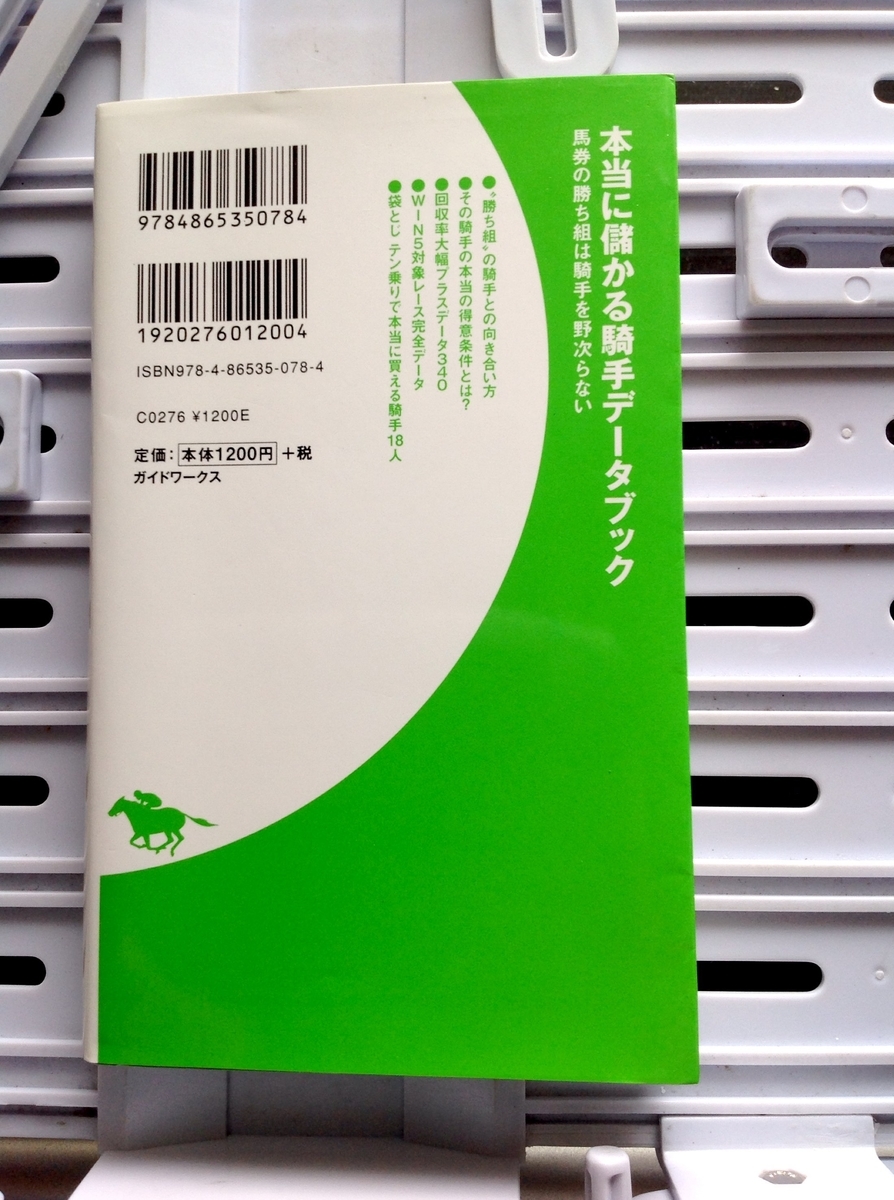 本当に儲かる騎手データブック
馬券の勝ち組は騎手を野次らない
●〝勝ち組〟の騎手との向き合い方
●その騎手の本当の得意条件とは？
●回収率大幅プラスデータ340
●WIN5対象レース完全データ
●袋とじ テン乗りで本当に買える騎手18人
9784865350784
1920276012004
ISBN978-4-86535-078-4
C0276 ¥1200E
定価：本体1200円+税
ガイドワークス